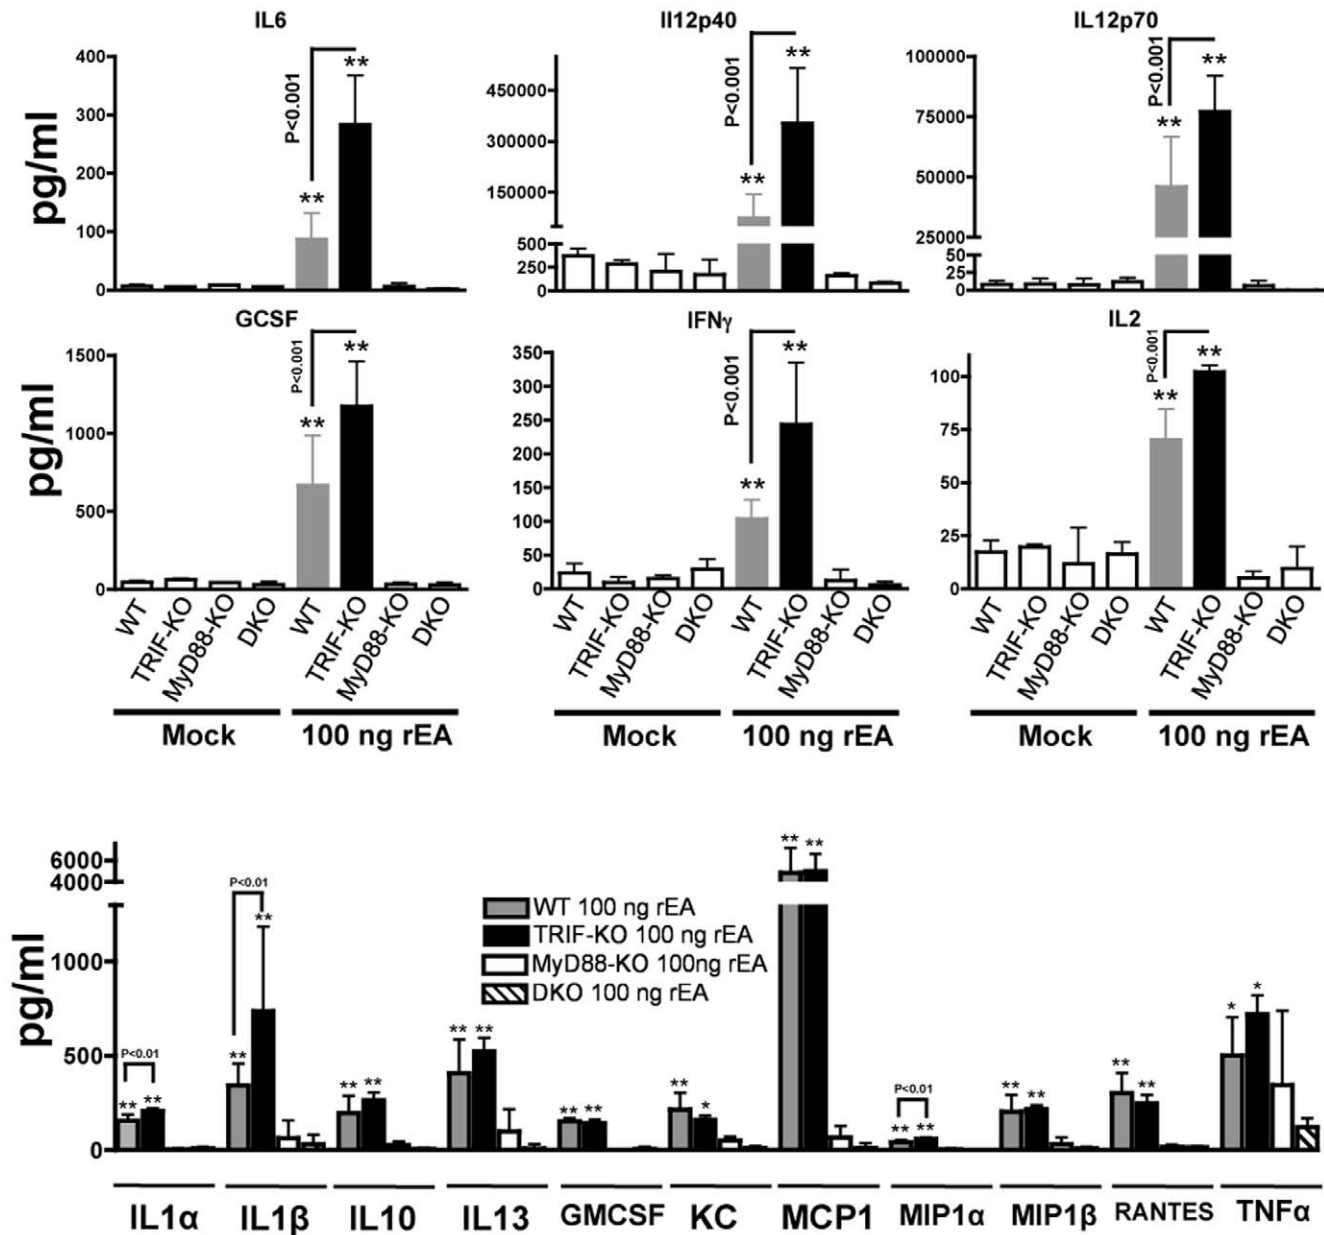 IL6
Il12p40
IL12p70
pg/ml
400
300
200
100
0
P<0.001
**
**
450000
300000
150000
500
250
0
P<0.001
**
**
100000
75000
50000
25000
50
25
0
P<0.001
**
**
GCSF
IFNγ
IL2
pg/ml
1500
1000
500
0
P<0.001
**
**
350
300
250
200
150
100
50
0
P<0.001
**
**
100
75
50
25
0
P<0.001
**
**
WT TRIF-KO MyD88-KO DKO WT TRIF-KO MyD88-KO DKO
WT TRIF-KO MyD88-KO DKO WT TRIF-KO MyD88-KO DKO
WT TRIF-KO MyD88-KO DKO WT TRIF-KO MyD88-KO DKO
Mock 100 ng rEA
Mock 100 ng rEA
Mock 100 ng rEA
pg/ml
6000
4000
1000
500
0
WT 100 ng rEA
TRIF-KO 100 ng rEA
MyD88-KO 100ng rEA
DKO 100 ng rEA
P<0.01
** **
P<0.01
** **
** **
** **
** **
** *
** **
P<0.01
** **
** **
** **
* *
IL1α IL1β IL10 IL13 GMCSF KC MCP1 MIP1α MIP1β RANTES TNFα